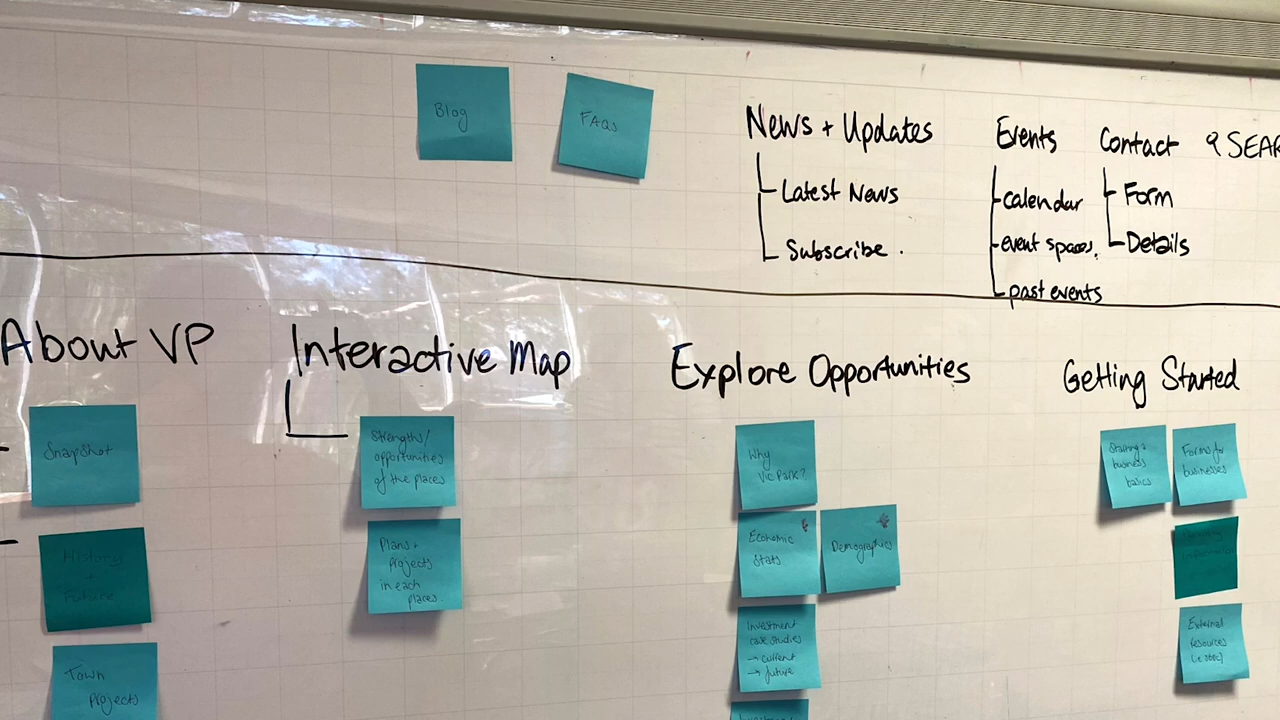 Blog
FAQs
News + Updates
Latest News
Subscribe.
Events
calendar
event spaces.
past events
Contact
Form
Details
SEAR
About VP
Snapshot
History
+
Future
Town
projects
Interactive Map
Strengths/
opportunities
of the places
Plans +
projects
in each
places.
Explore Opportunities
Why
Vic Park?
Economic
Stats
Demographics
Investment
case studies
→ current
→ future
Getting Started
Starting a
business
basics
Forms for
businesses
information
External
resources